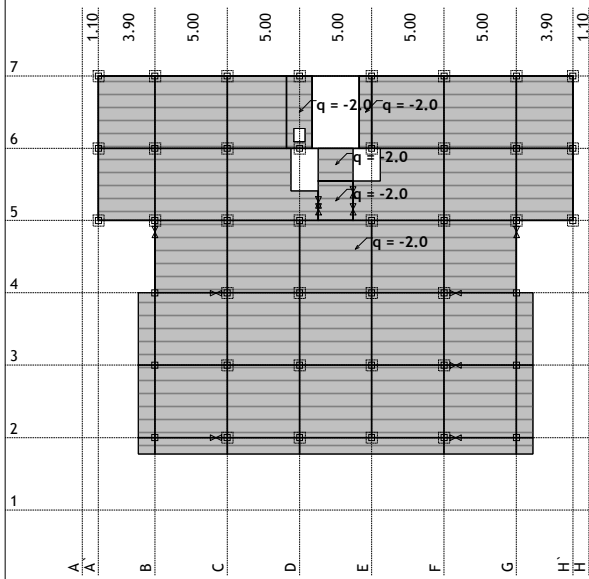 1.10 3.90 5.00 5.00 5.00 5.00 5.00 3.90 1.10
7
q = -2.0 q = -2.0
6
q = -2.0
q = -2.0
5
q = -2.0
4
3
2
1
A A´ B C D E F G H´ H